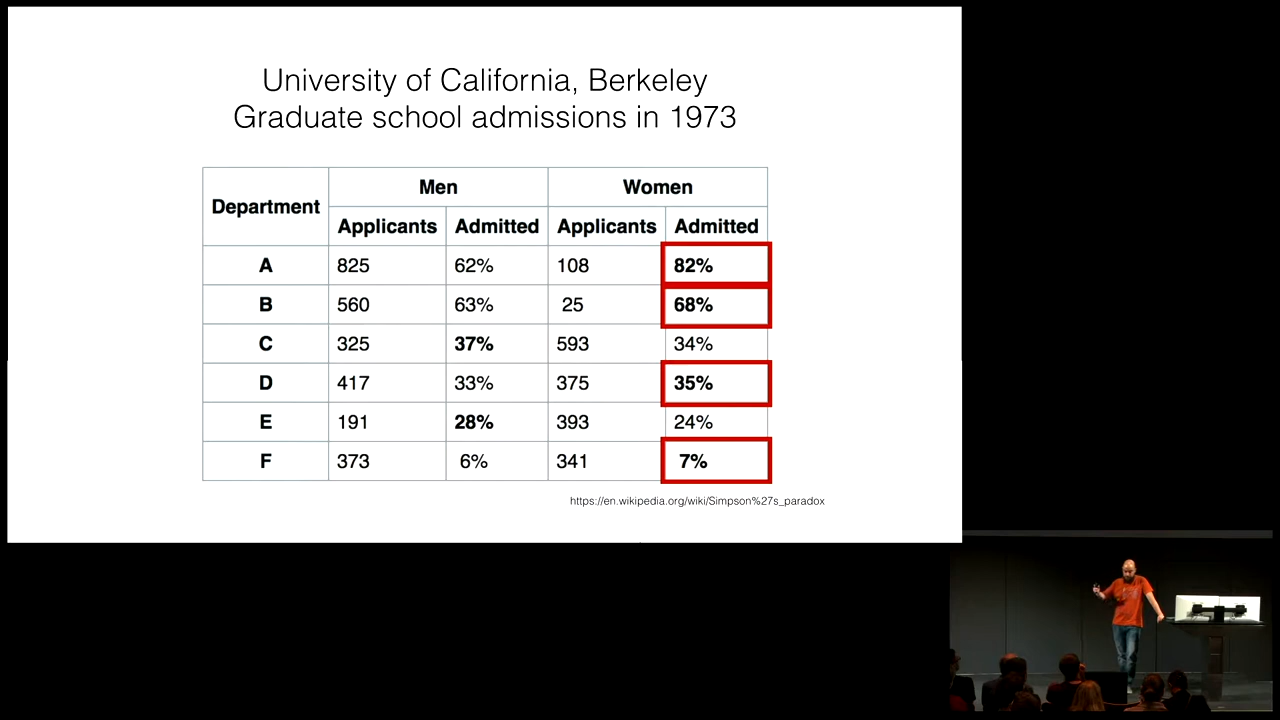 University of California, Berkeley
Graduate school admissions in 1973
Department Men Women
Applicants Admitted Applicants Admitted
A 825 62% 108 82%
B 560 63% 25 68%
C 325 37% 593 34%
D 417 33% 375 35%
E 191 28% 393 24%
F 373 6% 341 7%
https://en.wikipedia.org/wiki/Simpson%27s_paradox